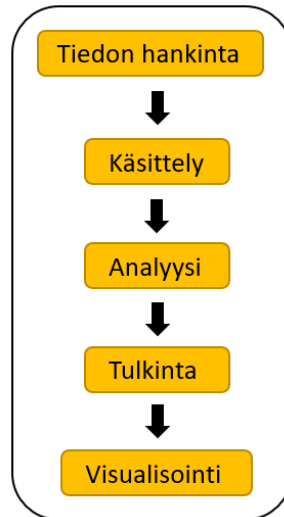 Tiedon hankinta
Käsittely
Analyysi
Tulkinta
Visualisointi